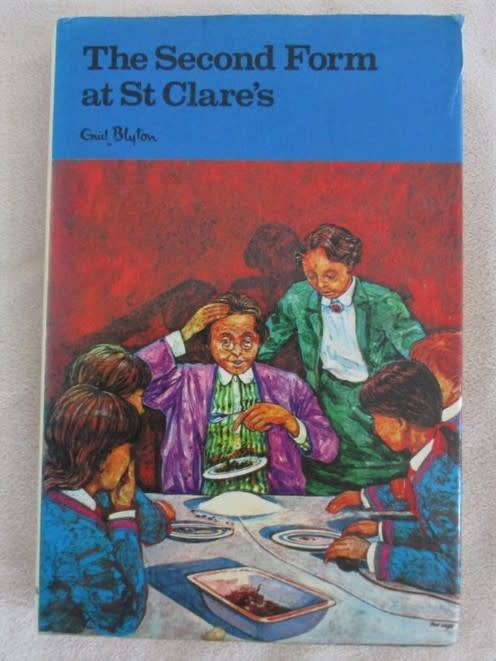 The Second Form
at St Clare's
Enid Blyton